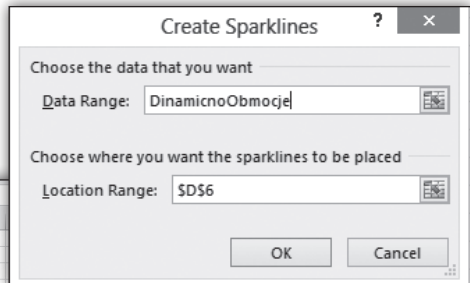 Create Sparklines ? ×
Choose the data that you want
Data Range: DinamicnoObmocje
Choose where you want the sparklines to be placed
Location Range: $D$6
OK Cancel